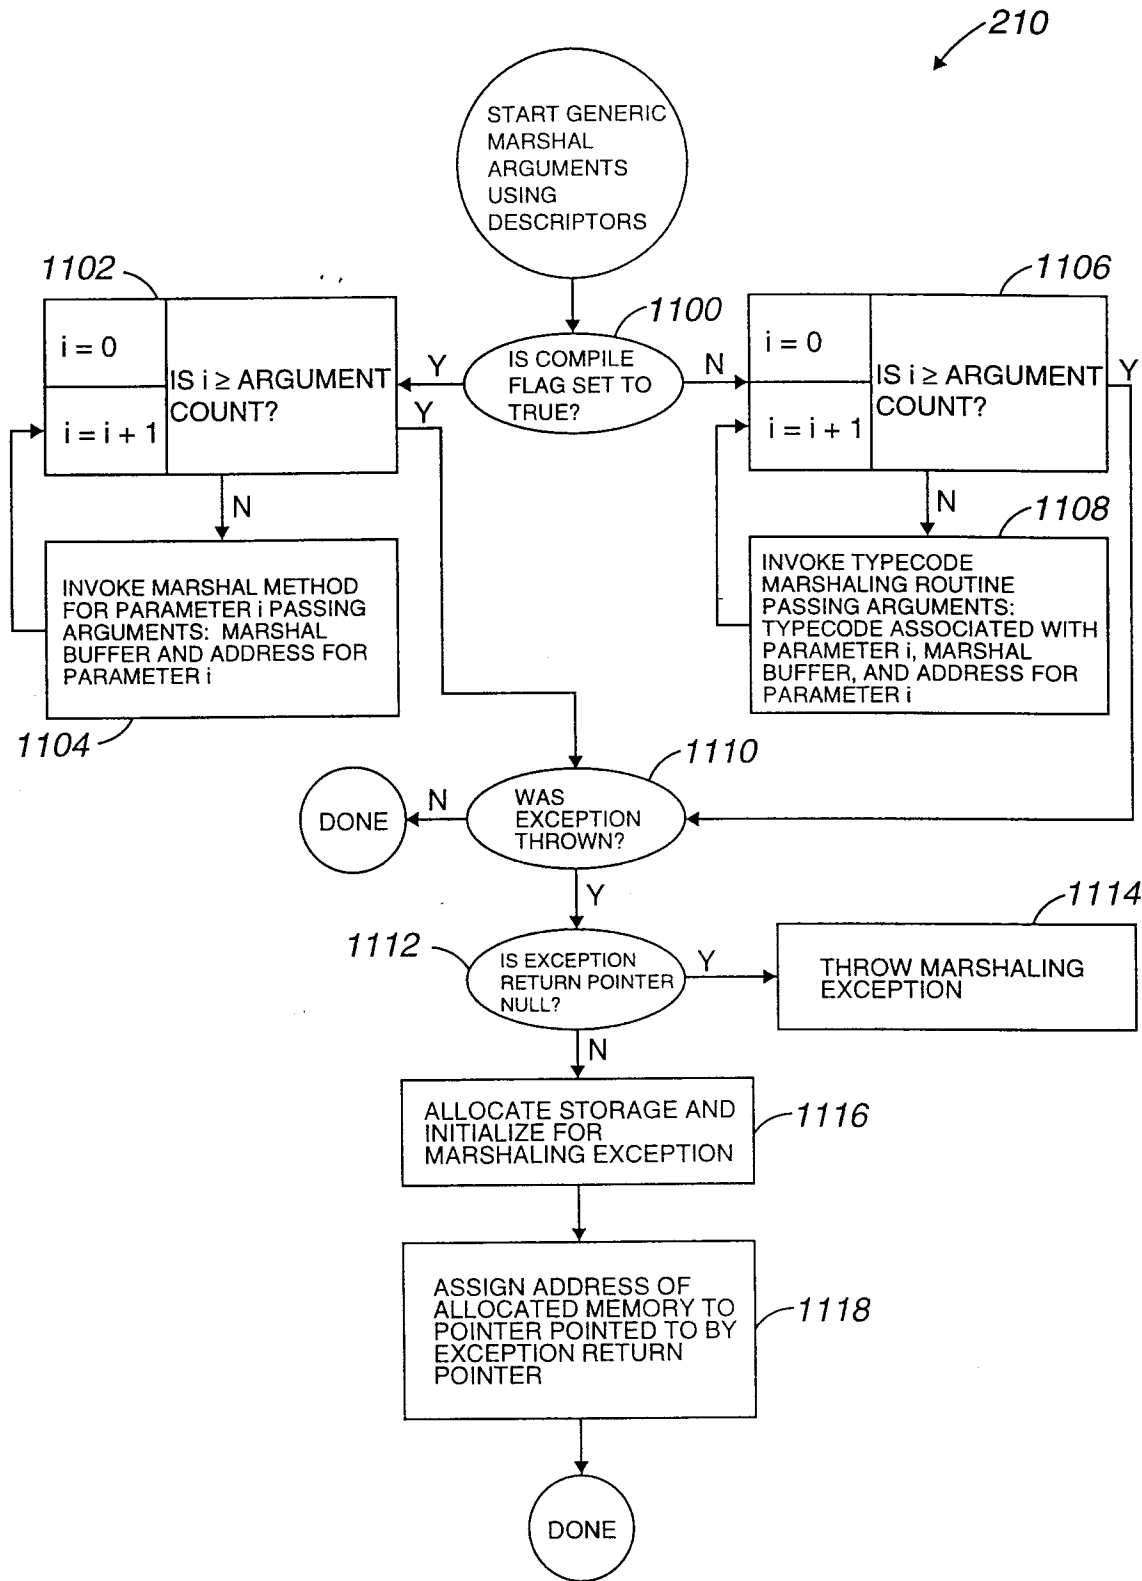 210
START GENERIC
MARSHAL
ARGUMENTS
USING
DESCRIPTORS
1102
1106
1100
i = 0
i = i + 1
IS i ≥ ARGUMENT
COUNT?
Y
Y
IS COMPILE
FLAG SET TO
TRUE?
N
i = 0
i = i + 1
IS i ≥ ARGUMENT
COUNT?
Y
N
N
1108
INVOKE MARSHAL METHOD
FOR PARAMETER i PASSING
ARGUMENTS: MARSHAL
BUFFER AND ADDRESS FOR
PARAMETER i
1104
INVOKE TYPECODE
MARSHALING ROUTINE
PASSING ARGUMENTS:
TYPECODE ASSOCIATED WITH
PARAMETER i, MARSHAL
BUFFER, AND ADDRESS FOR
PARAMETER i
1110
DONE
N
WAS
EXCEPTION
THROWN?
Y
1112
IS EXCEPTION
RETURN POINTER
NULL?
Y
1114
THROW MARSHALING
EXCEPTION
N
ALLOCATE STORAGE AND
INITIALIZE FOR
MARSHALING EXCEPTION
1116
ASSIGN ADDRESS OF
ALLOCATED MEMORY TO
POINTER POINTED TO BY
EXCEPTION RETURN
POINTER
1118
DONE